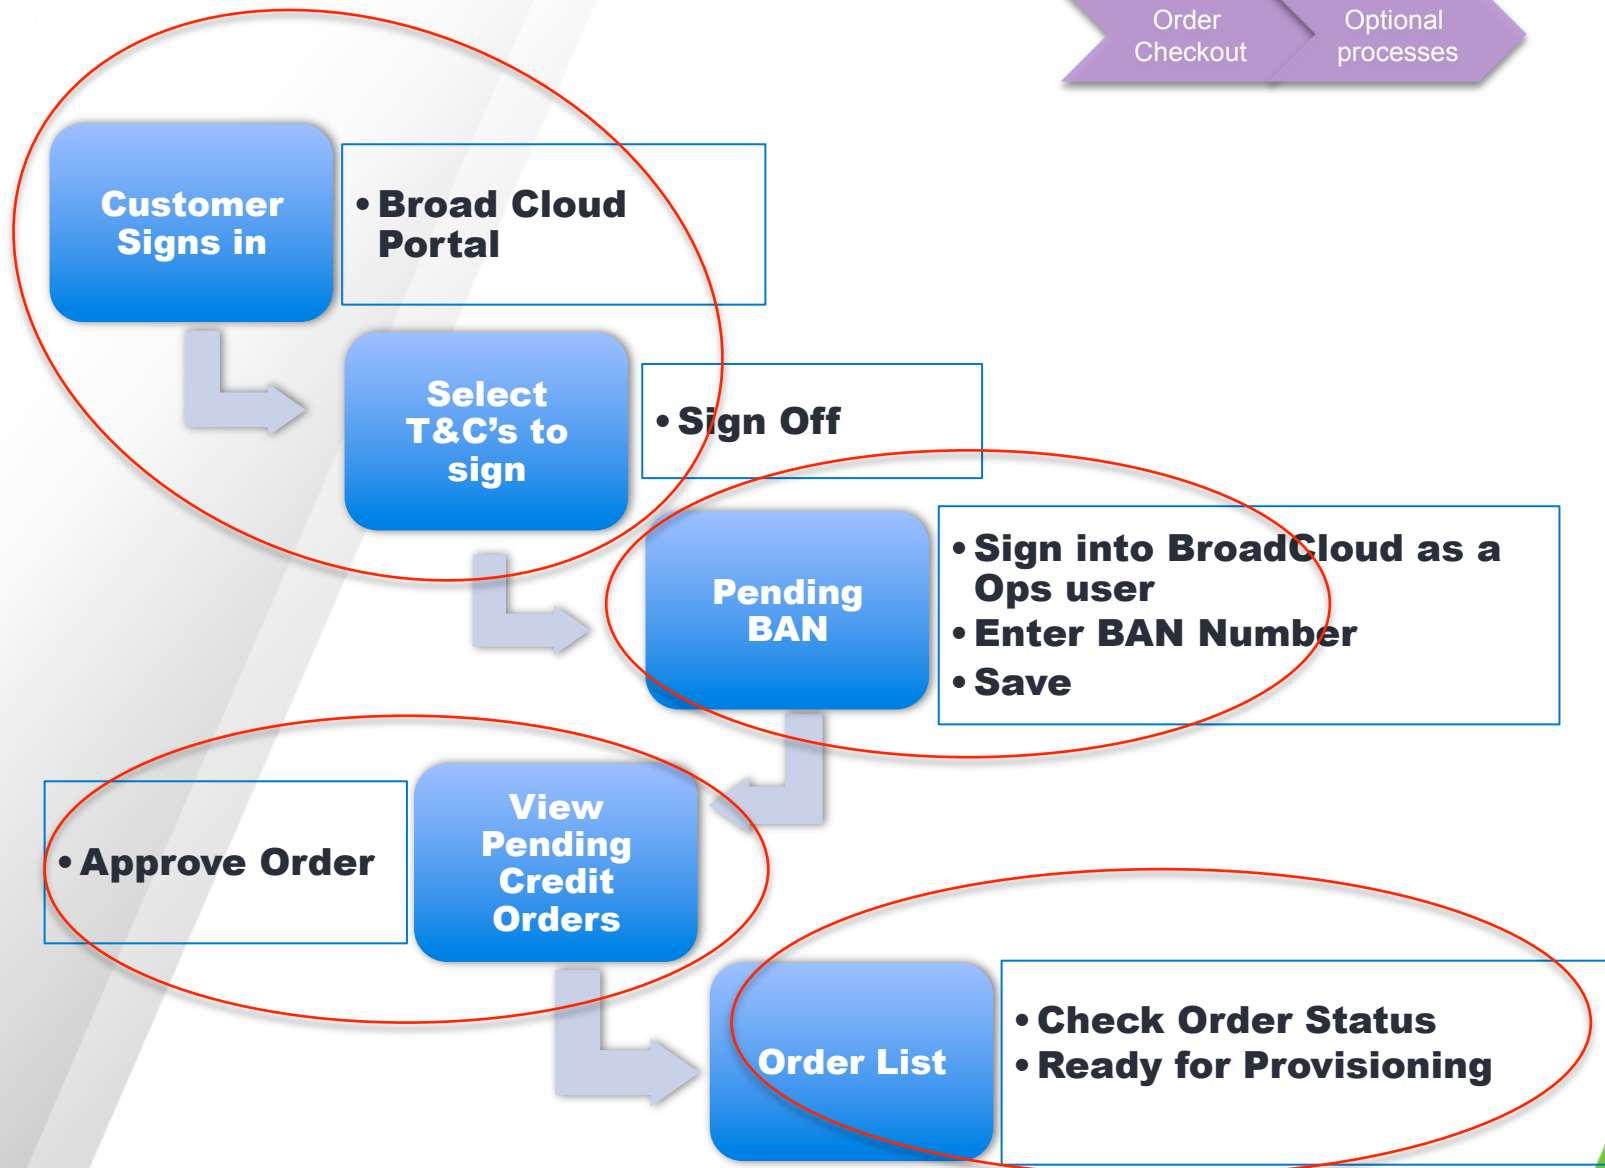 Order
Checkout
Optional
processes
Customer
Signs in
• Broad Cloud
Portal
Select
T&C’s to
sign
• Sign Off
Pending
BAN
• Sign into BroadCloud as a
Ops user
• Enter BAN Number
• Save
• Approve Order
View
Pending
Credit
Orders
Order List
• Check Order Status
• Ready for Provisioning